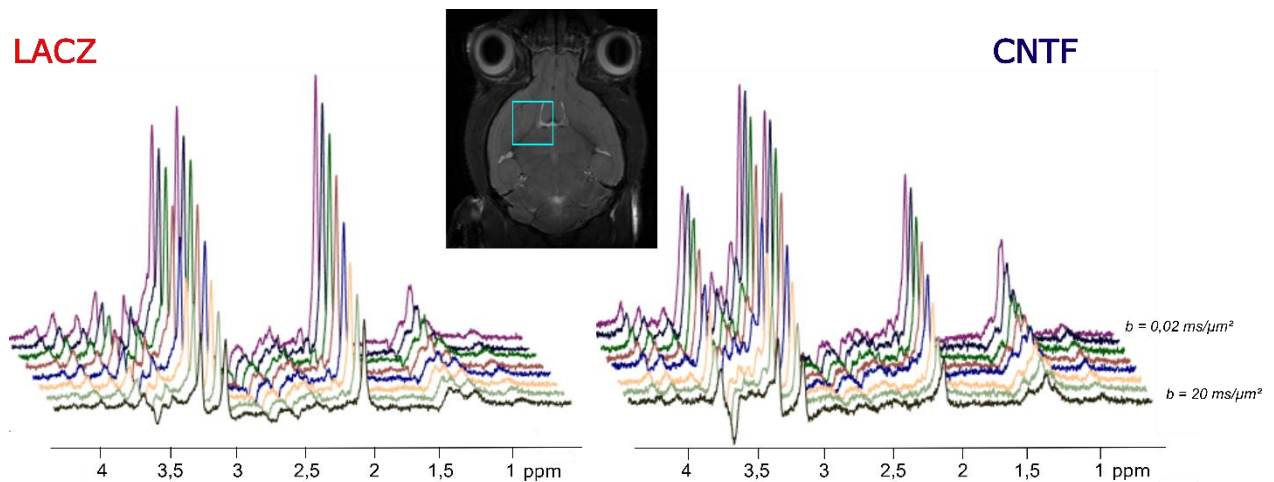 LACZ
CNTF
b = 0,02 ms/µm²
b = 20 ms/µm²
4 3,5 3 2,5 2 1,5 1 ppm
4 3,5 3 2,5 2 1,5 1 ppm